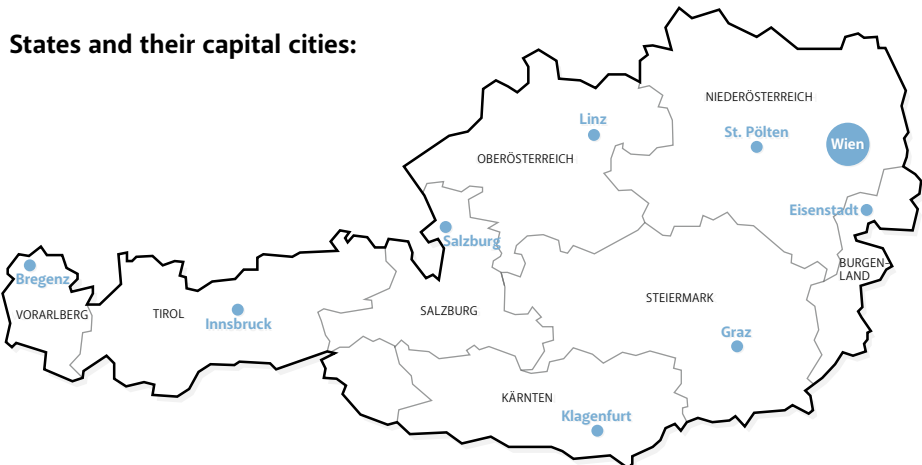 States and their capital cities:
NIEDERÖSTERREICH
Linz
St. Pölten
Wien
OBERÖSTERREICH
Eisenstadt
Salzburg
BURGEN-
LAND
Bregenz
VORARLBERG
TIROL
Innsbruck
SALZBURG
STEIERMARK
Graz
KÄRNTEN
Klagenfurt